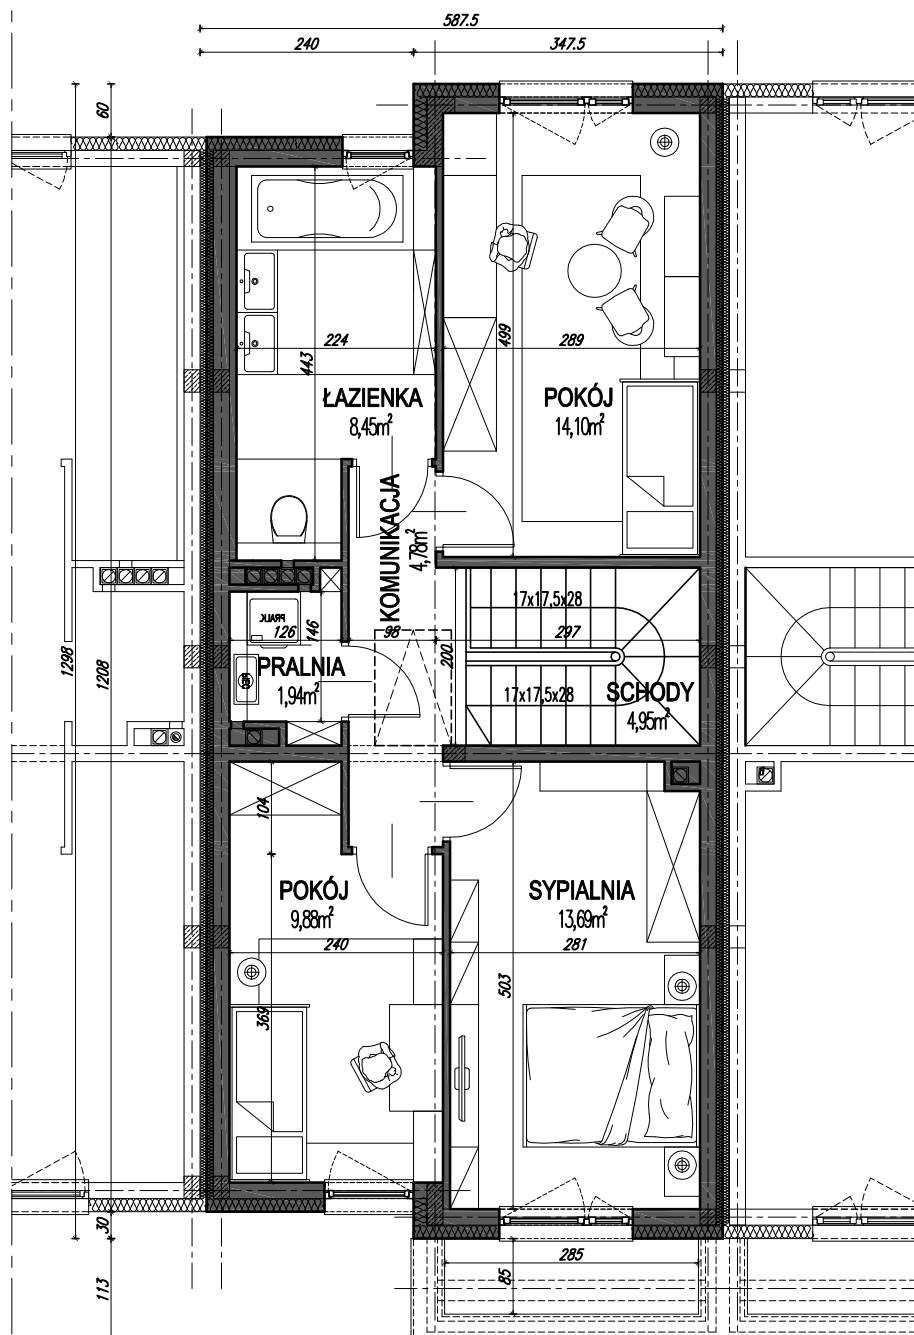 587.5
240
347.5
60
224
443
499
289
ŁAZIENKA
8,45m²
POKÓJ
14,10m²
KOMUNIKACJA
4,78m²
17x17,5x28
PRALK
126
146
98
200
297
1298
1208
PRALNIA
1,94m²
17x17,5x28
SCHODY
4,95m²
104
POKÓJ
9,88m²
SYPIALNIA
13,69m²
240
281
503
369
30
113
285
85